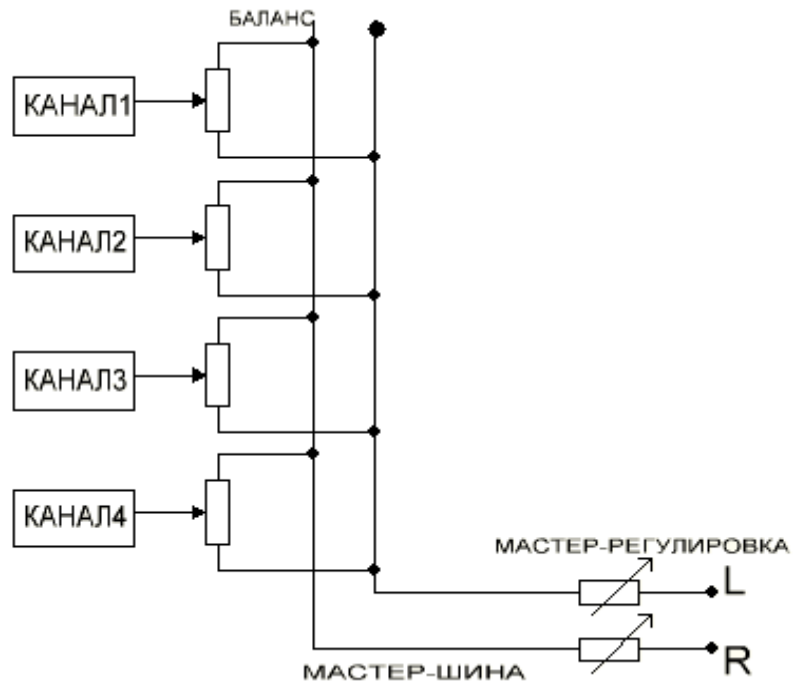 БАЛАНС
КАНАЛ1
КАНАЛ2
КАНАЛ3
КАНАЛ4
МАСТЕР-РЕГУЛИРОВКА
L
R
МАСТЕР-ШИНА